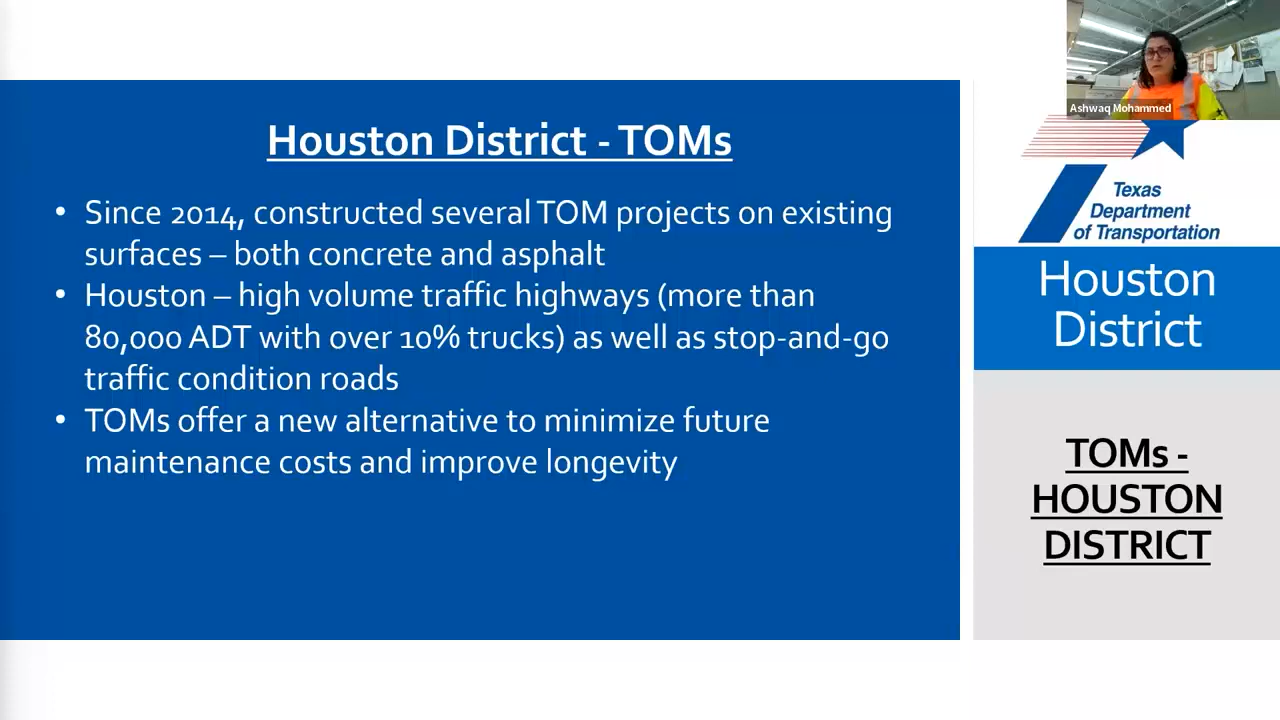 Houston District - TOMs
• Since 2014, constructed several TOM projects on existing
surfaces – both concrete and asphalt
• Houston – high volume traffic highways (more than
80,000 ADT with over 10% trucks) as well as stop-and-go
traffic condition roads
• TOMs offer a new alternative to minimize future
maintenance costs and improve longevity
Ashwaq Mohammed
Texas
Department
of Transportation
Houston
District
TOMs -
HOUSTON
DISTRICT